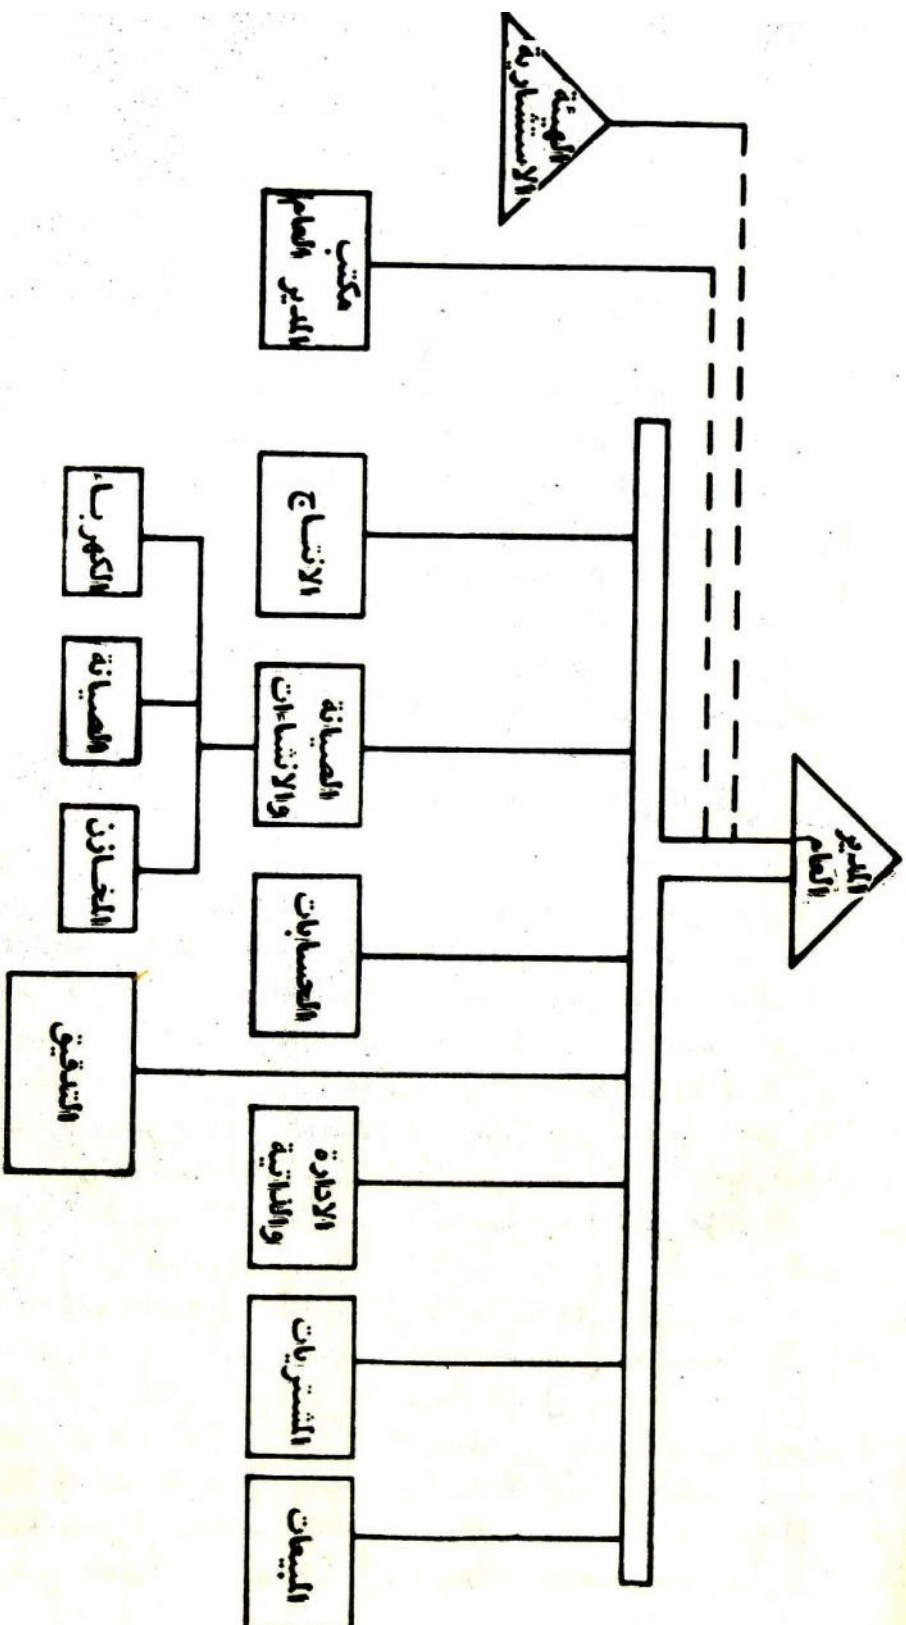 المدير
العام
الهيئة
الاستشارية
مكتب
المدير العام
الانتاج
الصيانة
والانشاءات
الحسابات
التدقيق
الادارة
والذاتية
المشتريات
المبيعات
الكهرباء
الصيانة
المخازن